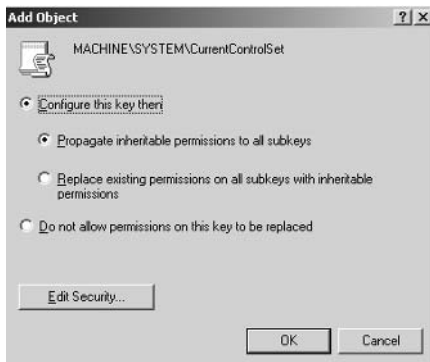 Add Object
? X
MACHINE\SYSTEM\CurrentControlSet
Configure this key then
Propagate inheritable permissions to all subkeys
Replace existing permissions on all subkeys with inheritable
permissions
Do not allow permissions on this key to be replaced
Edit Security...
OK Cancel